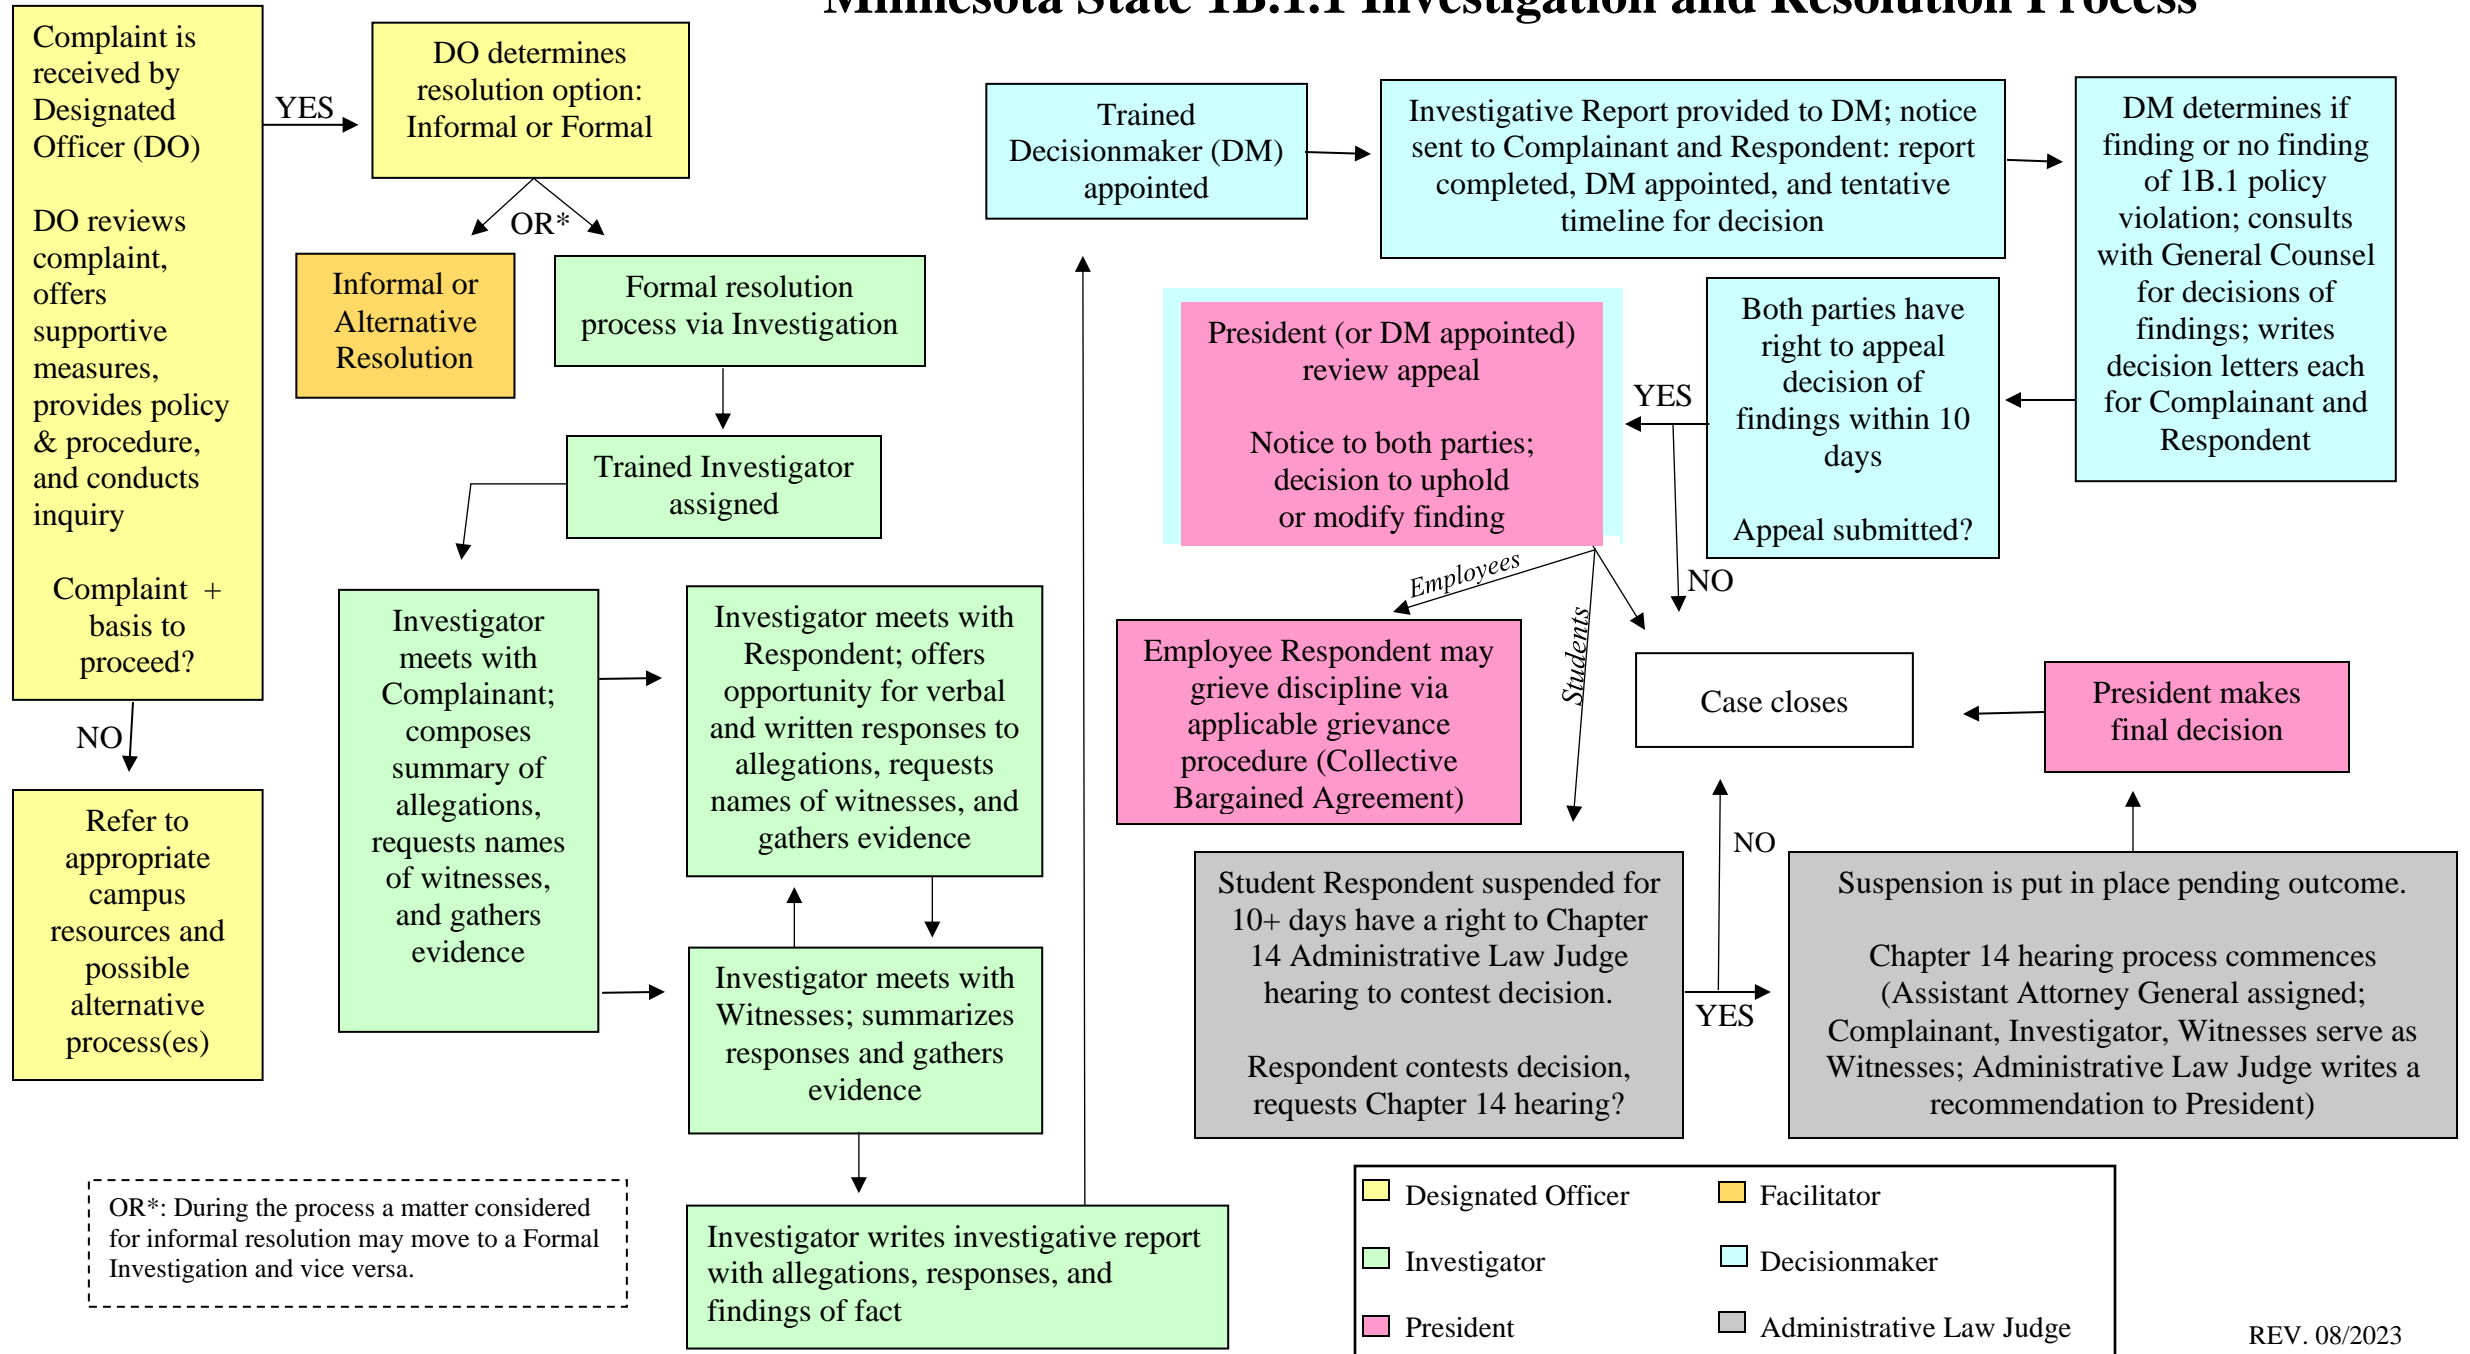 Minnesota State 1B.1.1 Investigation and Resolution Process
Complaint is
received by
Designated
Officer (DO)
DO reviews
complaint,
offers
supportive
measures,
provides policy
& procedure,
and conducts
inquiry
Complaint +
basis to
proceed?
YES
NO
Refer to
appropriate
campus
resources and
possible
alternative
process(es)
DO determines
resolution option:
Informal or Formal
OR*
Informal or
Alternative
Resolution
Formal resolution
process via Investigation
Trained Investigator
assigned
Investigator
meets with
Complainant;
composes
summary of
allegations,
requests names
of witnesses,
and gathers
evidence
Investigator meets with
Respondent; offers
opportunity for verbal
and written responses to
allegations, requests
names of witnesses, and
gathers evidence
Investigator meets with
Witnesses; summarizes
responses and gathers
evidence
Investigator writes investigative report
with allegations, responses, and
findings of fact
OR*: During the process a matter considered
for informal resolution may move to a Formal
Investigation and vice versa.
Trained
Decisionmaker (DM)
appointed
Investigative Report provided to DM; notice
sent to Complainant and Respondent: report
completed, DM appointed, and tentative
timeline for decision
DM determines if
finding or no finding
of 1B.1 policy
violation; consults
with General Counsel
for decisions of
findings; writes
decision letters each
for Complainant and
Respondent
Both parties have
right to appeal
decision of
findings within 10
days
Appeal submitted?
YES
NO
President (or DM appointed)
review appeal
Notice to both parties;
decision to uphold
or modify finding
Employees
Students
Employee Respondent may
grieve discipline via
applicable grievance
procedure (Collective
Bargained Agreement)
Case closes
President makes
final decision
Student Respondent suspended for
10+ days have a right to Chapter
14 Administrative Law Judge
hearing to contest decision.
Respondent contests decision,
requests Chapter 14 hearing?
NO
YES
Suspension is put in place pending outcome.
Chapter 14 hearing process commences
(Assistant Attorney General assigned;
Complainant, Investigator, Witnesses serve as
Witnesses; Administrative Law Judge writes a
recommendation to President)
Designated Officer
Facilitator
Investigator
Decisionmaker
President
Administrative Law Judge
REV. 08/2023